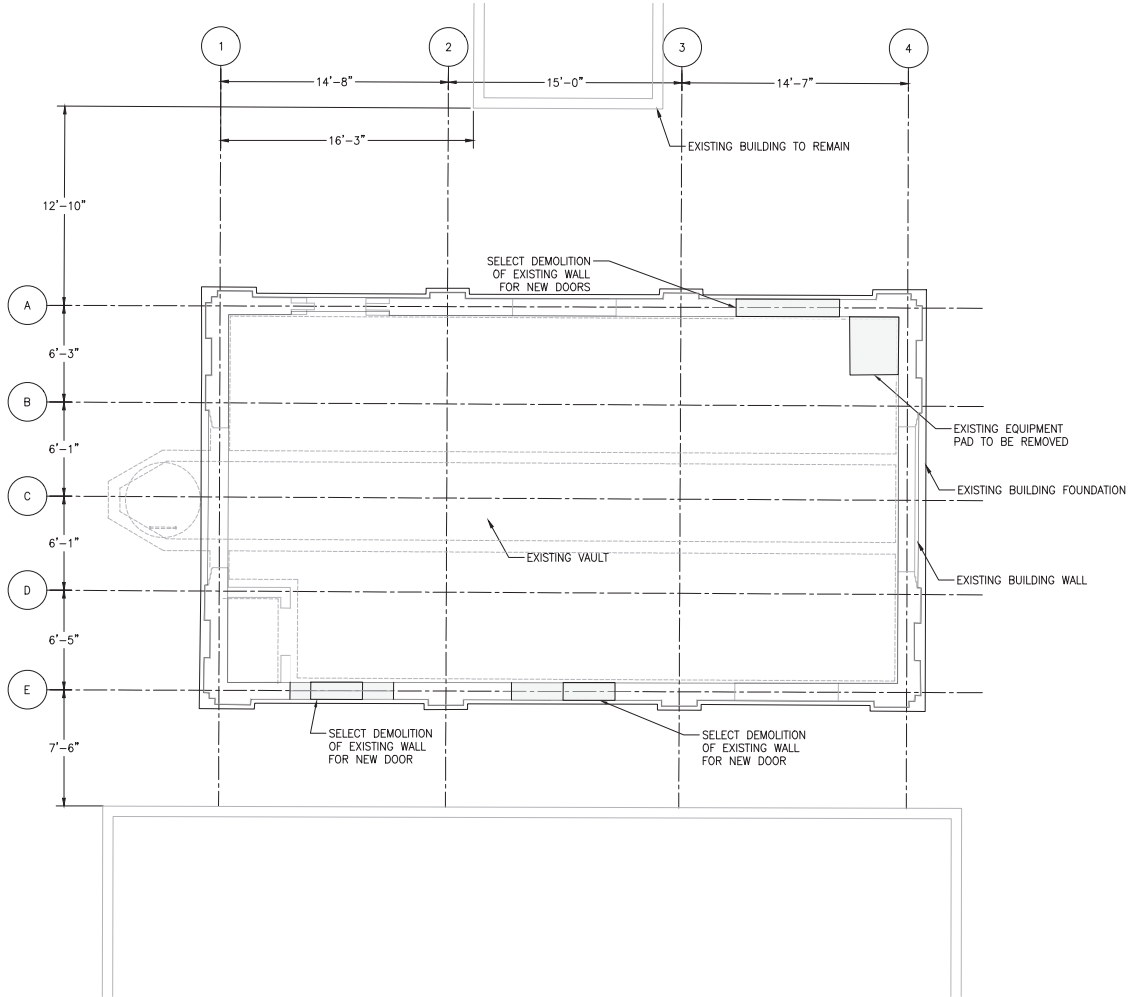 1
2
3
4
14'-8"
15'-0"
14'-7"
16'-3"
EXISTING BUILDING TO REMAIN
12'-10"
SELECT DEMOLITION
OF EXISTING WALL
FOR NEW DOORS
A
6'-3"
B
EXISTING EQUIPMENT
PAD TO BE REMOVED
6'-1"
C
EXISTING BUILDING FOUNDATION
6'-1"
EXISTING VAULT
EXISTING BUILDING WALL
D
6'-5"
E
SELECT DEMOLITION
OF EXISTING WALL
FOR NEW DOOR
SELECT DEMOLITION
OF EXISTING WALL
FOR NEW DOOR
7'-6"